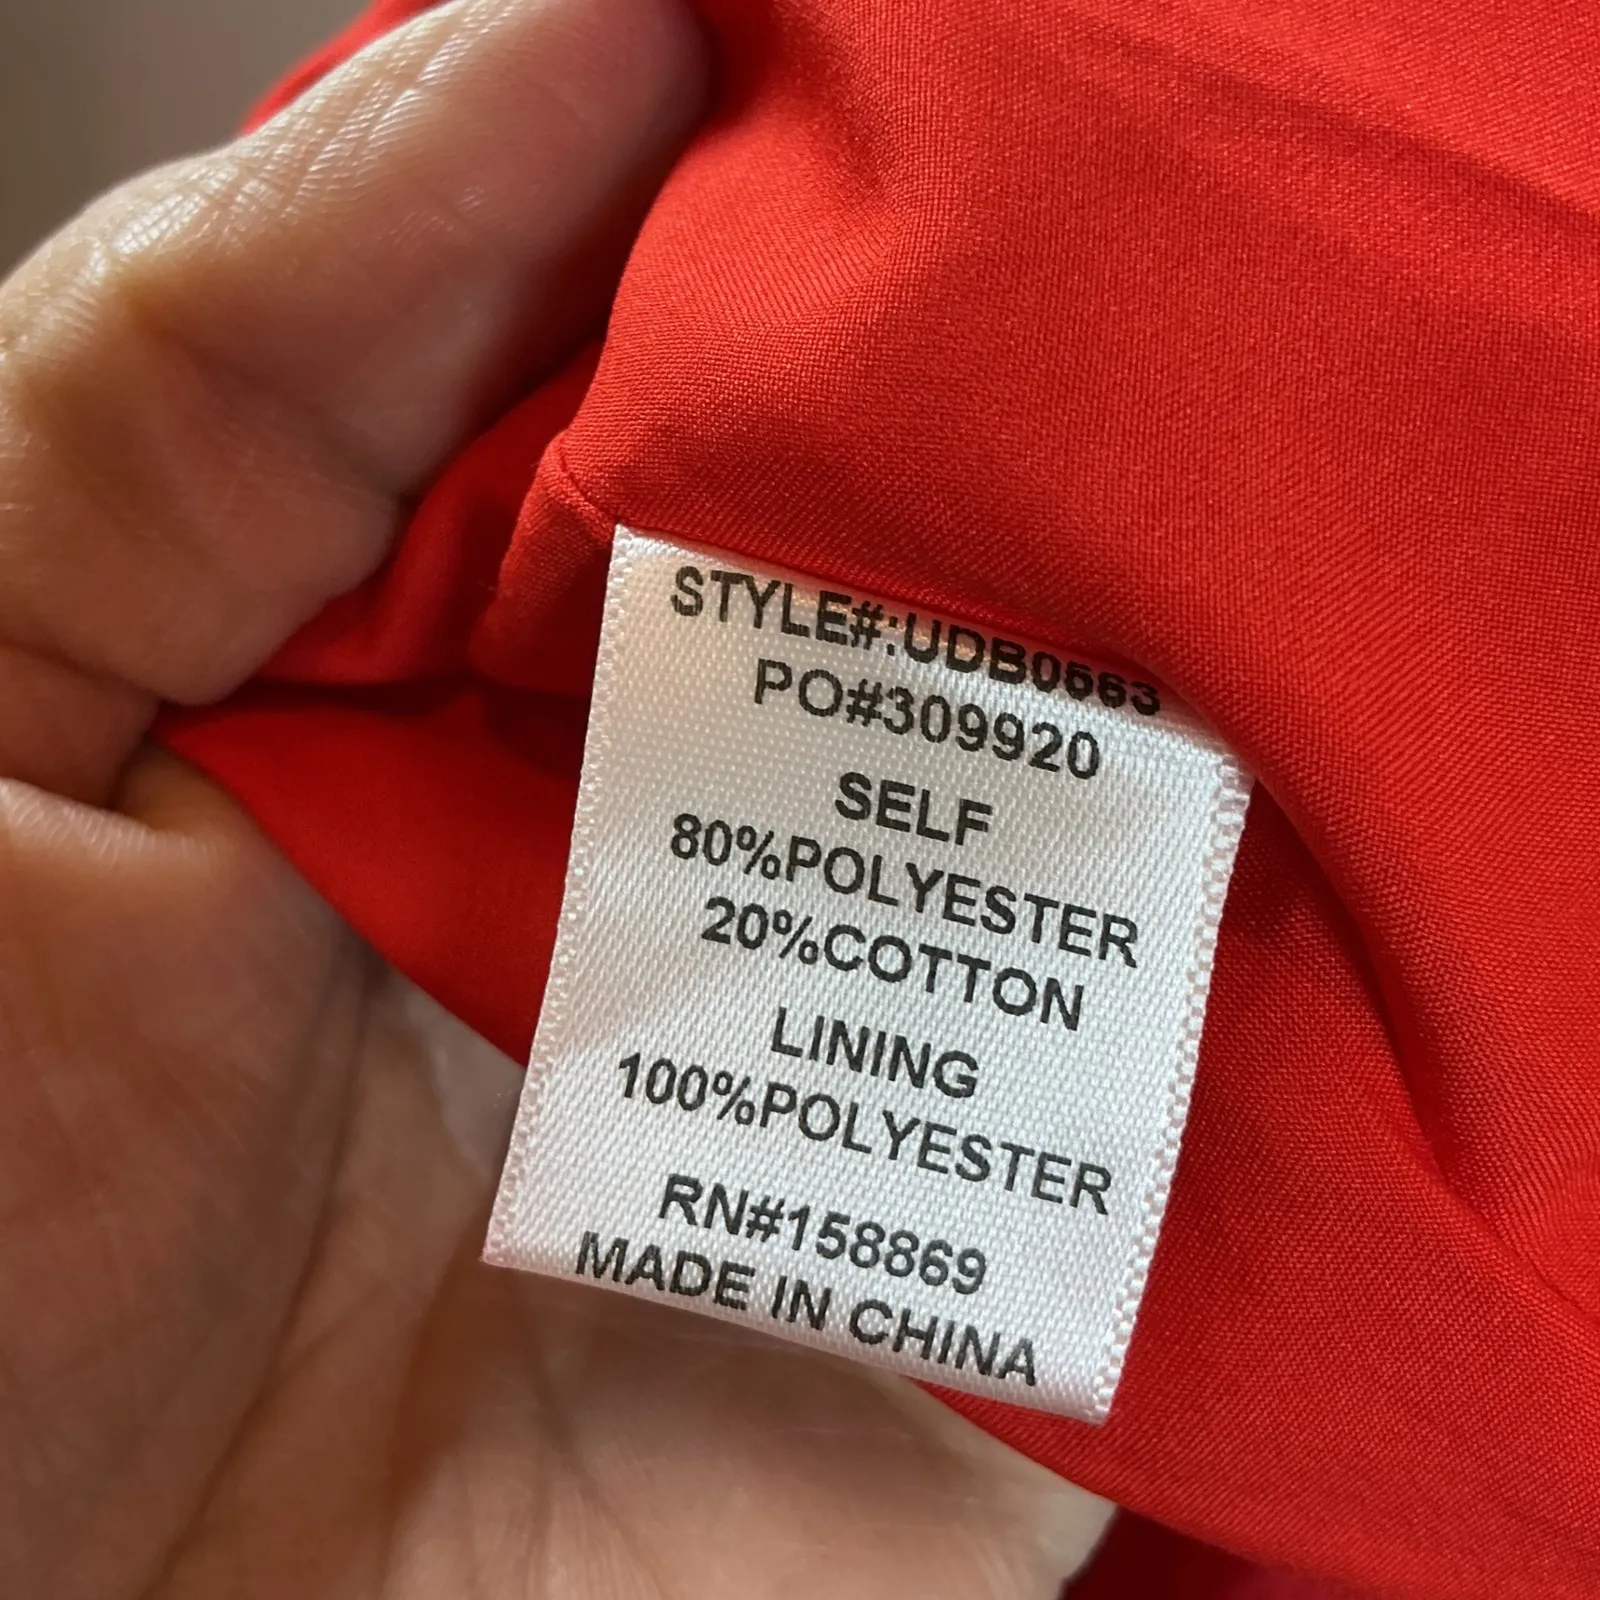 STYLE#:UDB0563
PO#309920
SELF
80%POLYESTER
20%COTTON
LINING
100%POLYESTER
RN#158869
MADE IN CHINA